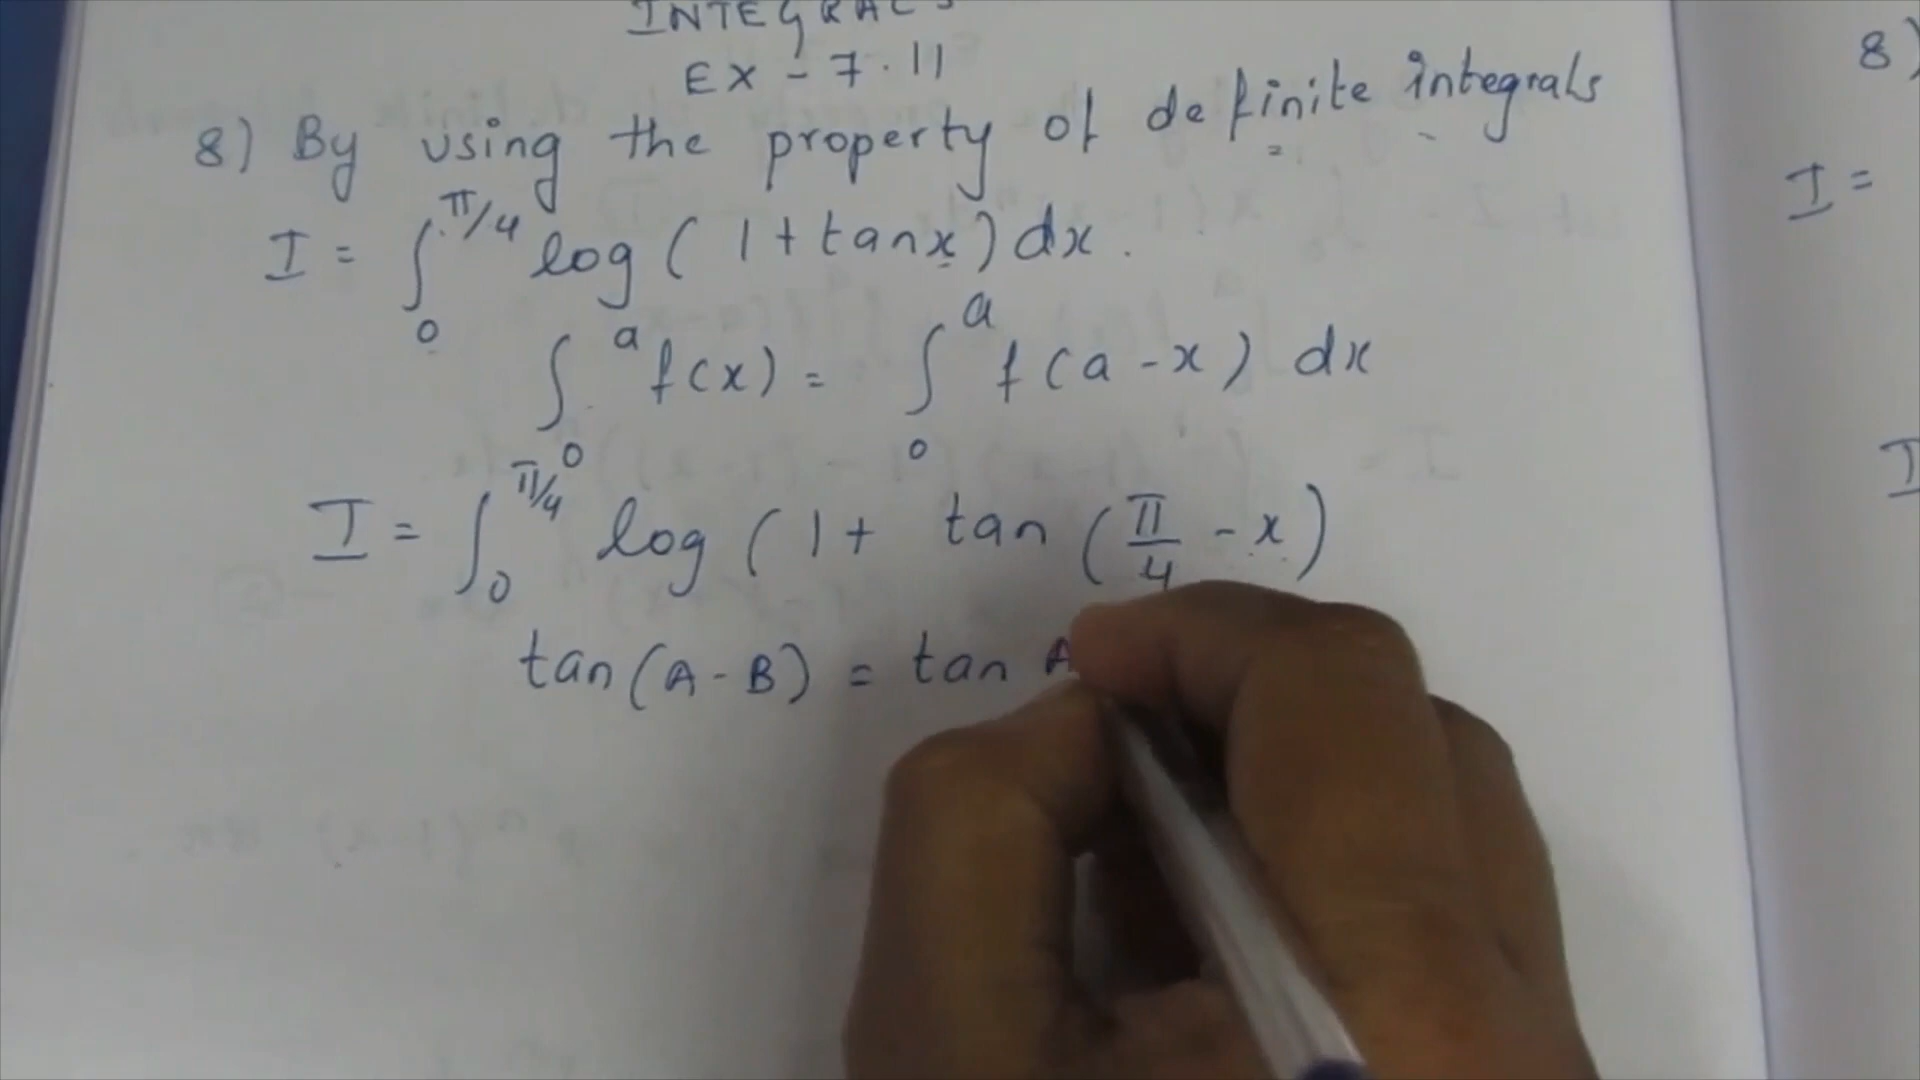 INTEGRALS
EX - 7.11
8) By using the property of definite integrals
I = ∫₀^π/4 log(1+tanx)dx.
∫₀^a f(x) = ∫₀^a f(a-x) dx
I = ∫₀^π/4 log(1+ tan(π/4 -x)
tan(A-B) = tan A
8)
I =
I